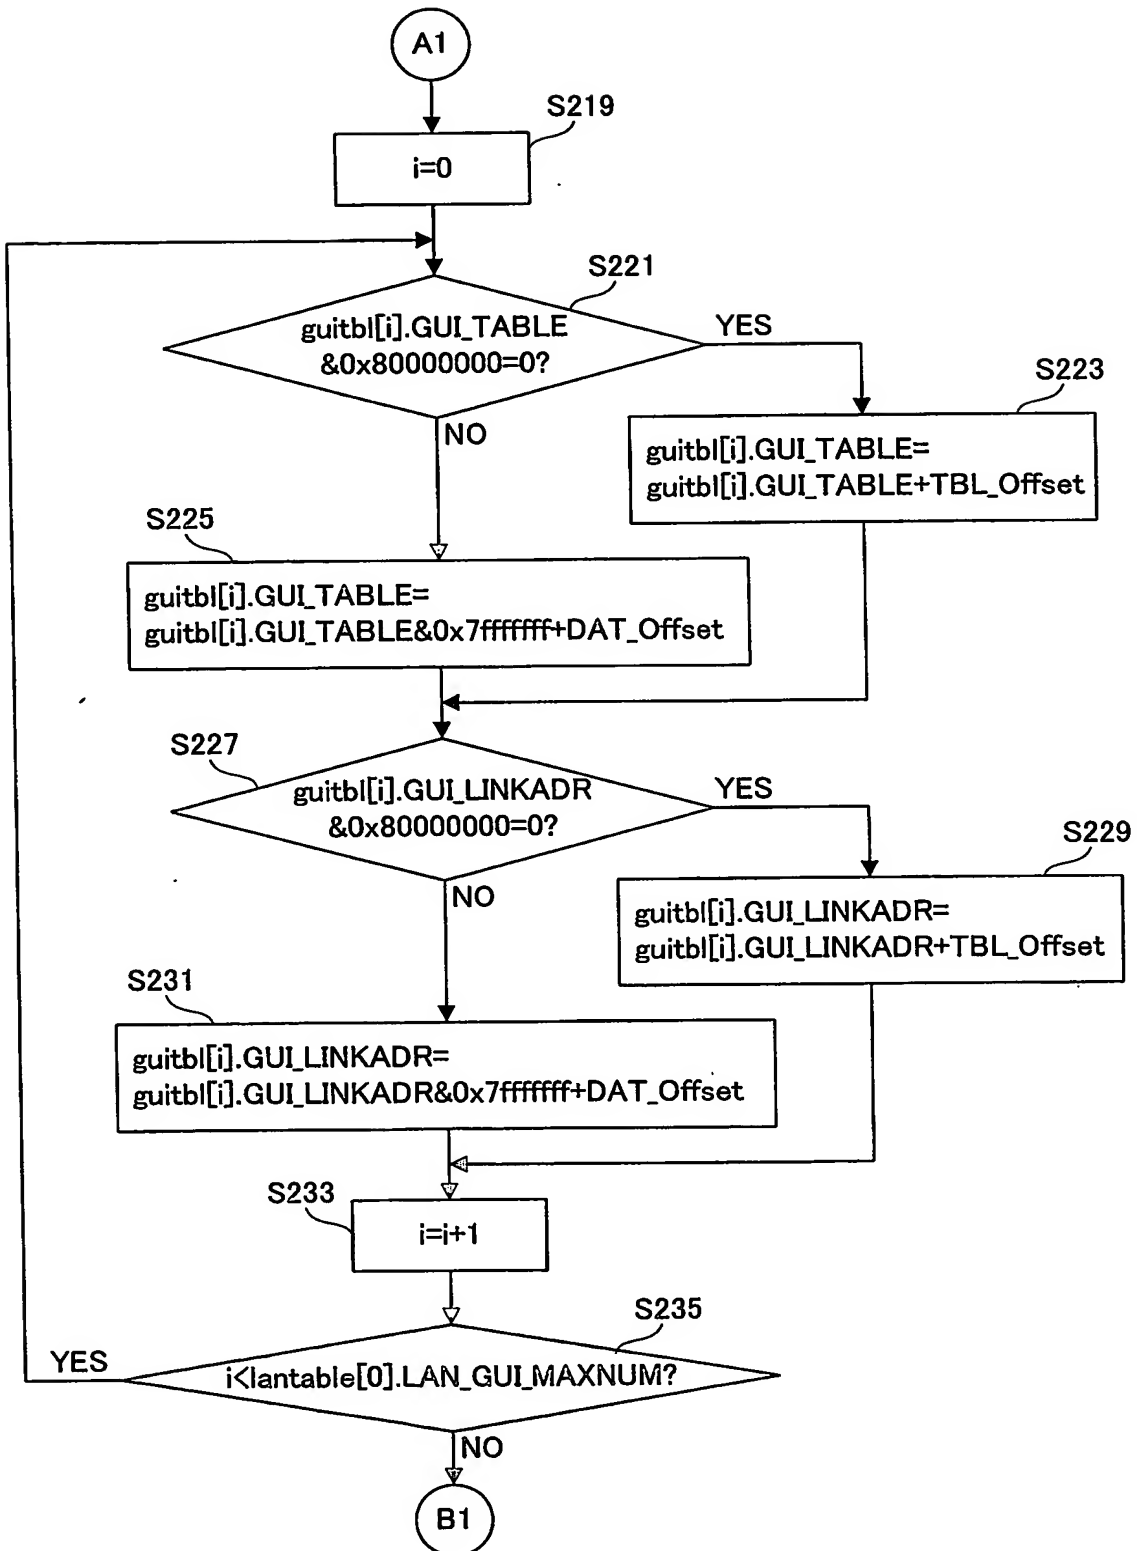 A1
S219
i=0
S221
guitbl[i].GUI_TABLE
&0x80000000=0?
YES
NO
S223
guitbl[i].GUI_TABLE=
guitbl[i].GUI_TABLE+TBL_Offset
S225
guitbl[i].GUI_TABLE=
guitbl[i].GUI_TABLE&0x7fffffff+DAT_Offset
S227
guitbl[i].GUI_LINKADR
&0x80000000=0?
YES
NO
S229
guitbl[i].GUI_LINKADR=
guitbl[i].GUI_LINKADR+TBL_Offset
S231
guitbl[i].GUI_LINKADR=
guitbl[i].GUI_LINKADR&0x7fffffff+DAT_Offset
S233
i=i+1
S235
i<lantable[0].LAN_GUI_MAXNUM?
YES
NO
B1